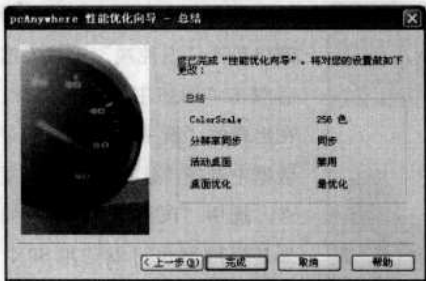 pcAnywhere 性能优化向导 - 总结
您已完成“性能优化向导”。将对您的设置做如下
更改：
总结
ColorScale 256 色
分辨率同步 同步
活动桌面 禁用
桌面优化 最优化
<上一步(B) 完成 取消 帮助